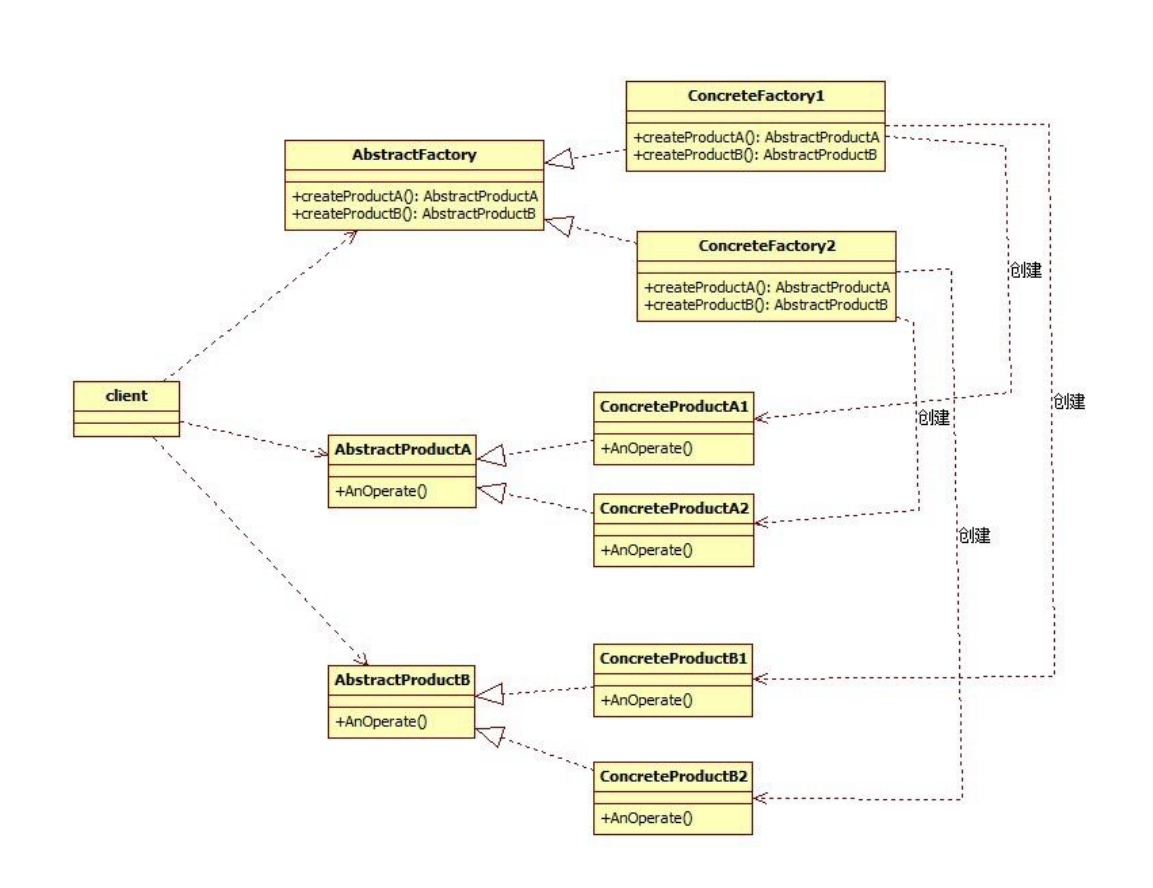 ConcreteFactory1
+createProductA(): AbstractProductA
+createProductB(): AbstractProductB
AbstractFactory
+createProductA(): AbstractProductA
+createProductB(): AbstractProductB
ConcreteFactory2
+createProductA(): AbstractProductA
+createProductB(): AbstractProductB
创建
client
ConcreteProductA1
+AnOperate()
创建
创建
AbstractProductA
+AnOperate()
ConcreteProductA2
+AnOperate()
创建
ConcreteProductB1
+AnOperate()
AbstractProductB
+AnOperate()
ConcreteProductB2
+AnOperate()